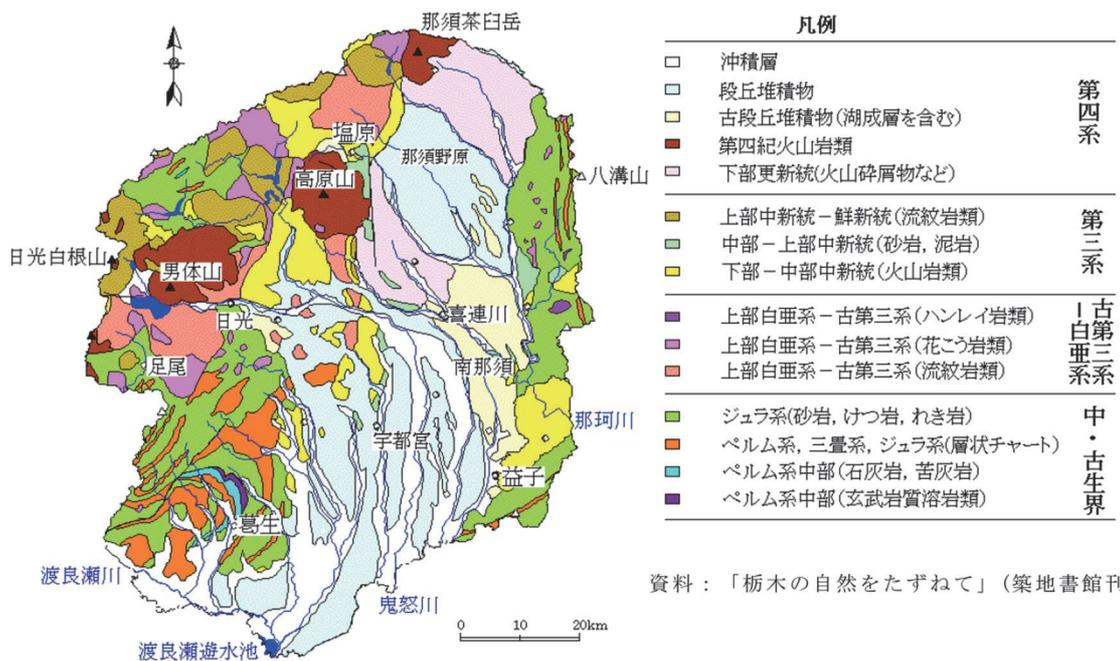 那須茶臼岳
塩原
那須野原
高原山
八溝山
日光白根山
男体山
日光
喜連川
足尾
南那須
那珂川
宇都宮
益子
葛生
渡良瀬川
鬼怒川
渡良瀬遊水池
0 10 20km
凡例
沖積層
段丘堆積物
古段丘堆積物(湖成層を含む)
第四紀火山岩類
下部更新統(火山砕屑物など)
第四系
上部中新統－鮮新統(流紋岩類)
中部－上部中新統(砂岩, 泥岩)
下部－中部中新統(火山岩類)
第三系
上部白亜系－古第三系(ハンレイ岩類)
上部白亜系－古第三系(花こう岩類)
上部白亜系－古第三系(流紋岩類)
古第三系
－白亜系
ジュラ系(砂岩, けつ岩, れき岩)
ペルム系, 三畳系, ジュラ系(層状チャート)
ペルム系中部(石灰岩, 苦灰岩)
ペルム系中部(玄武岩質溶岩類)
中・古生界
資料：「栃木の自然をたずねて」(築地書館刊